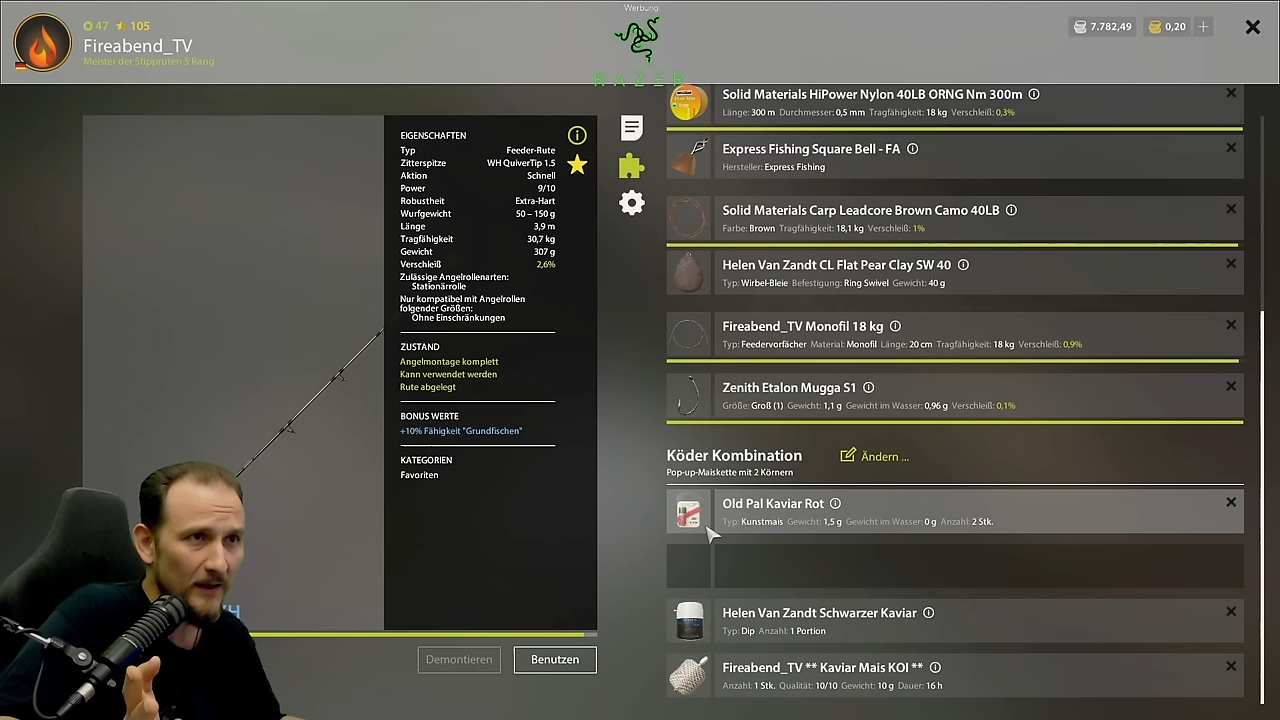 Werbung
47 105
Fireabend_TV
Meister der Stippruten 5 Rang
RAZER
7.782,49
0,20
EIGENSCHAFTEN
Typ Feeder-Rute
Zitterspitze WH QuiverTip 1.5
Aktion Schnell
Power 9/10
Robustheit Extra-Hart
Wurfgewicht 50 – 150 g
Länge 3,9 m
Tragfähigkeit 30,7 kg
Gewicht 307 g
Verschleiß 2,6%
Zulässige Angelrollenarten:
Stationärrolle
Nur kompatibel mit Angelrollen
folgender Größen:
Ohne Einschränkungen
ZUSTAND
Angelmontage komplett
Kann verwendet werden
Rute abgelegt
BONUS WERTE
+10% Fähigkeit "Grundfischen"
KATEGORIEN
Favoriten
Demontieren
Benutzen
Solid Materials HiPower Nylon 40LB ORNG Nm 300m
Länge: 300 m Durchmesser: 0,5 mm Tragfähigkeit: 18 kg Verschleiß: 0,3%
Express Fishing Square Bell - FA
Hersteller: Express Fishing
Solid Materials Carp Leadcore Brown Camo 40LB
Farbe: Brown Tragfähigkeit: 18,1 kg Verschleiß: 1%
Helen Van Zandt CL Flat Pear Clay SW 40
Typ: Wirbel-Bleie Befestigung: Ring Swivel Gewicht: 40 g
Fireabend_TV Monofil 18 kg
Typ: Feedervorfächer Material: Monofil Länge: 20 cm Tragfähigkeit: 18 kg Verschleiß: 0,9%
Zenith Etalon Mugga S1
Größe: Groß (1) Gewicht: 1,1 g Gewicht im Wasser: 0,96 g Verschleiß: 0,1%
Köder Kombination Ändern ...
Pop-up-Maiskette mit 2 Körnern
Old Pal Kaviar Rot
Typ: Kunstmais Gewicht: 1,5 g Gewicht im Wasser: 0 g Anzahl: 2 Stk.
Helen Van Zandt Schwarzer Kaviar
Typ: Dip Anzahl: 1 Portion
Fireabend_TV ** Kaviar Mais KOI **
Anzahl: 1 Stk. Qualität: 10/10 Gewicht: 10 g Dauer: 16 h